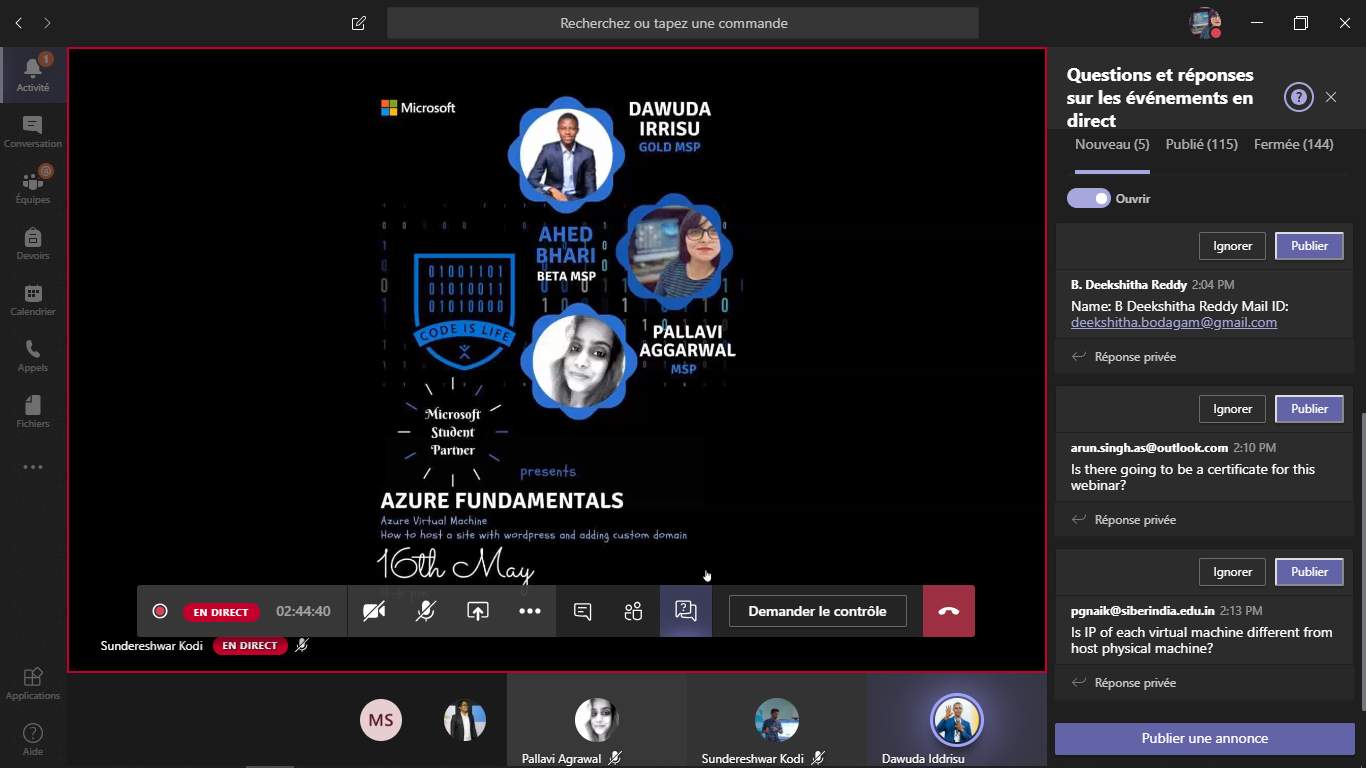 Recherchez ou tapez une commande
1
Activité
Conversation
@
Équipes
Devoirs
Calendrier
Appels
Fichiers
Applications
Aide
Microsoft
DAWUDA
IRRISU
GOLD MSP
AHED
BHARI
BETA MSP
01001101
01010011
01010000
CODE IS LIFE
PALLAVI
AGGARWAL
MSP
Microsoft
Student
Partner
presents
AZURE FUNDAMENTALS
Azure Virtual Machine
How to host a site with wordpress and adding custom domain
16th May
EN DIRECT
02:44:40
Demander le contrôle
Sundereshwar Kodi
EN DIRECT
MS
Pallavi Agrawal
Sundereshwar Kodi
Dawuda Iddrisu
Questions et réponses
sur les événements en
direct
Nouveau (5) Publié (115) Fermée (144)
Ouvrir
Ignorer Publier
B. Deekshitha Reddy 2:04 PM
Name: B Deekshitha Reddy Mail ID:
deekshitha.bodagam@gmail.com
Réponse privée
Ignorer Publier
arun.singh.as@outlook.com 2:10 PM
Is there going to be a certificate for this
webinar?
Réponse privée
Ignorer Publier
pgnaik@siberindia.edu.in 2:13 PM
Is IP of each virtual machine different from
host physical machine?
Réponse privée
Publier une annonce